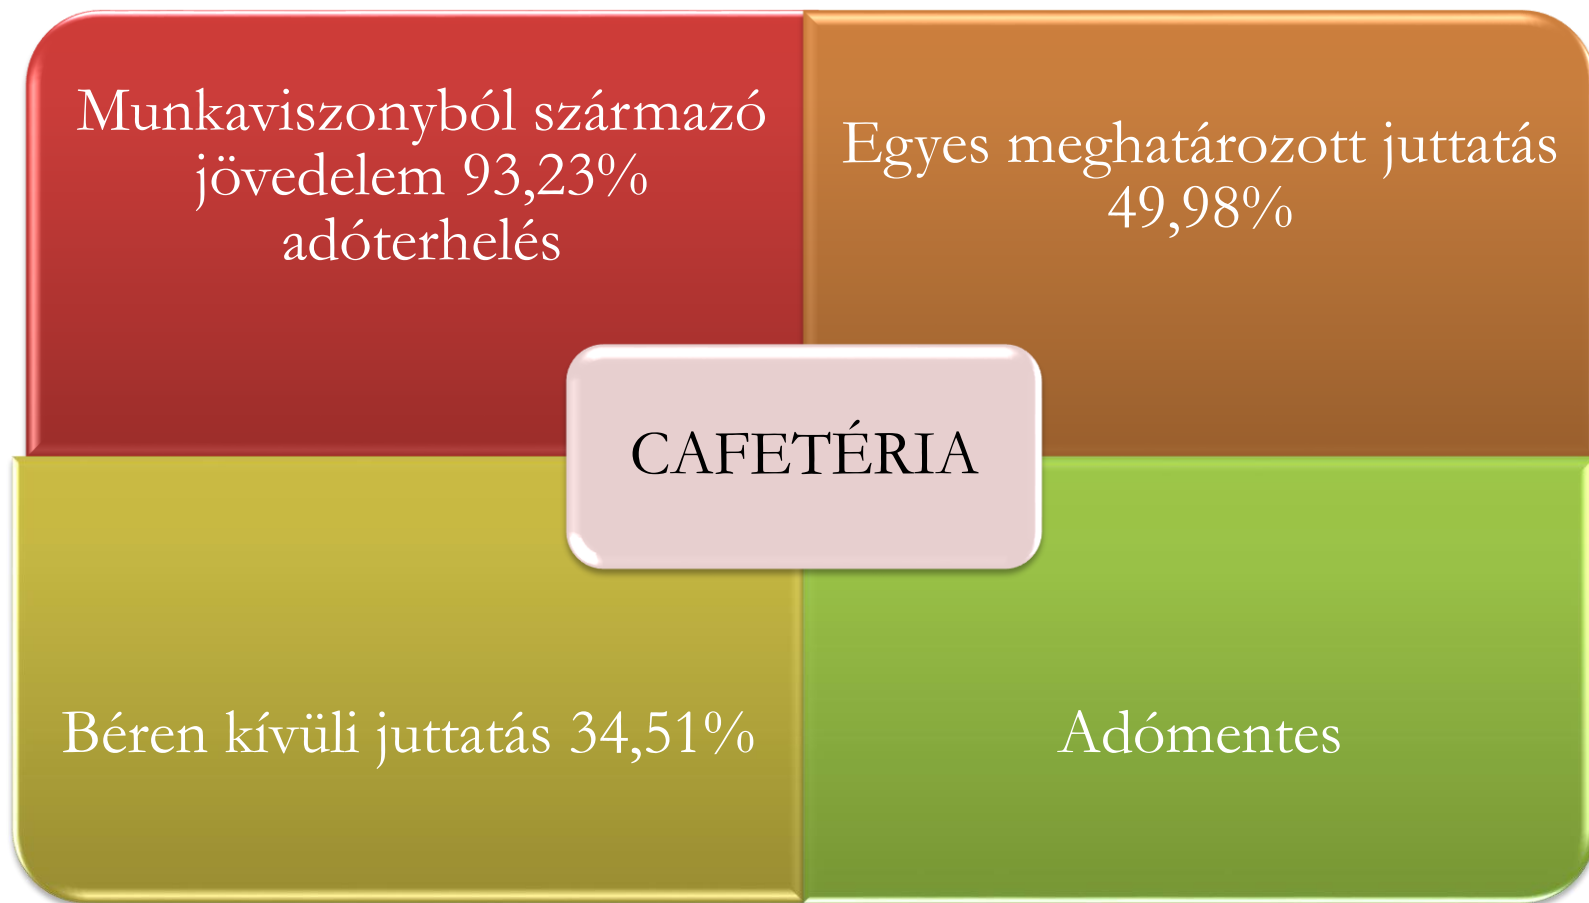 Munkaviszonyból származó
jövedelem 93,23%
adóterhelés
Egyes meghatározott juttatás
49,98%
CAFETÉRIA
Béren kívüli juttatás 34,51%
Adómentes